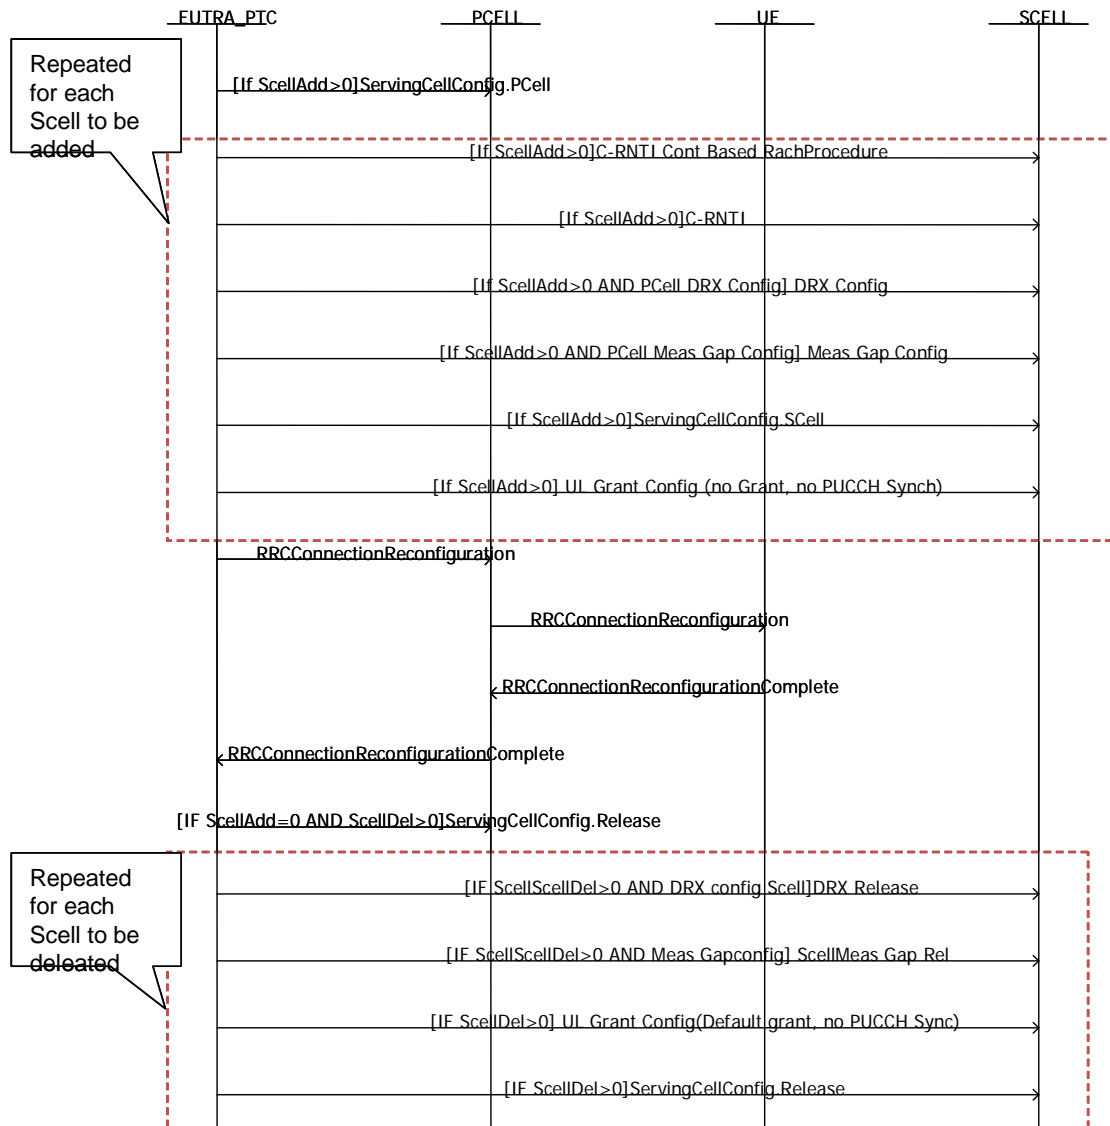 EUTRA_PTC PCELL UE SCELL
Repeated
for each
Scell to be
added
[If ScellAdd>0]ServingCellConfig.PCell
[If ScellAdd>0]C-RNTI Cont Based RachProcedure
[If ScellAdd>0]C-RNTI
[If ScellAdd>0 AND PCell DRX Config] DRX Config
[If ScellAdd>0 AND PCell Meas Gap Config] Meas Gap Config
[If ScellAdd>0]ServingCellConfig.SCell
[If ScellAdd>0] UL Grant Config (no Grant, no PUCCH Synch)
RRCConnectionReconfiguration
RRCConnectionReconfiguration
RRCConnectionReconfigurationComplete
RRCConnectionReconfigurationComplete
[IF ScellAdd=0 AND ScellDel>0]ServingCellConfig.Release
Repeated
for each
Scell to be
deleated
[IF ScellScellDel>0 AND DRX config Scell]DRX Release
[IF ScellScellDel>0 AND Meas Gapconfig] ScellMeas Gap Rel
[IF ScellDel>0] UL Grant Config(Default grant, no PUCCH Sync)
[IF ScellDel>0]ServingCellConfig.Release